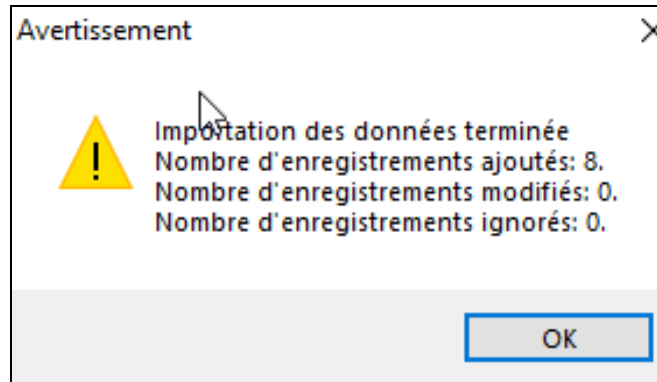 Avertissement
Importation des données terminée
Nombre d'enregistrements ajoutés: 8.
Nombre d'enregistrements modifiés: 0.
Nombre d'enregistrements ignorés: 0.
OK